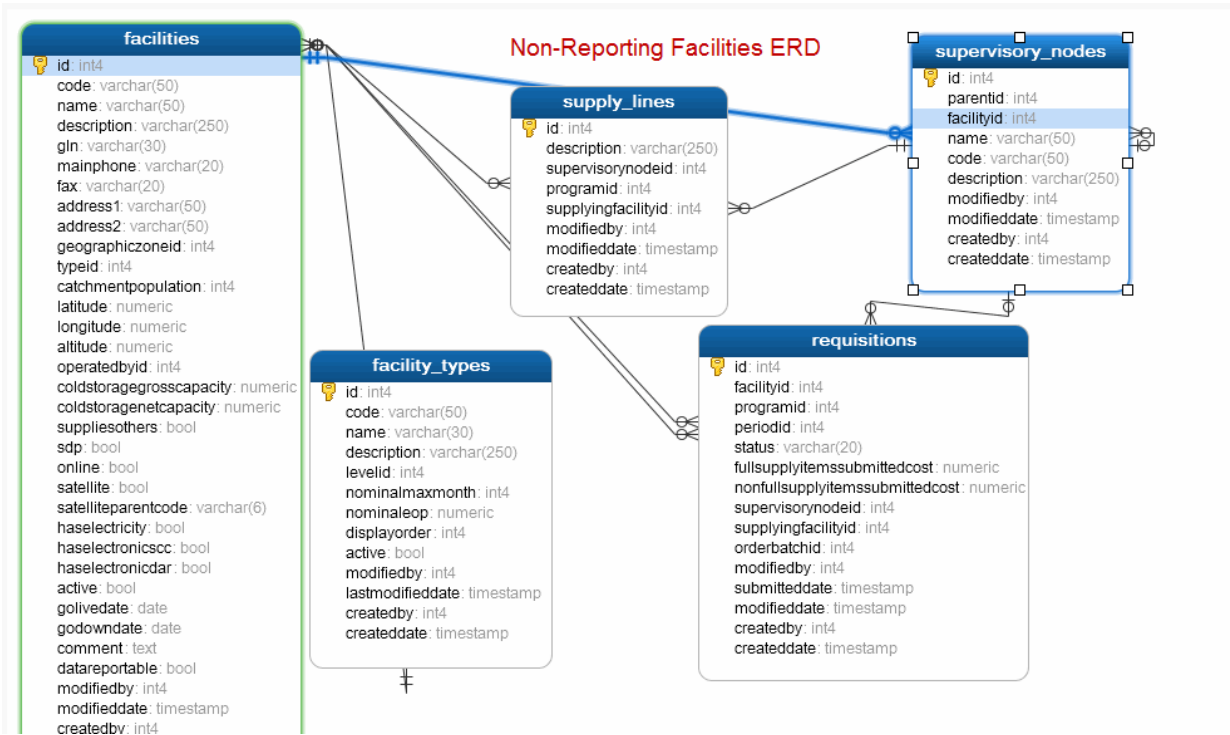 Non-Reporting Facilities ERD
facilities
id: int4
code: varchar(50)
name: varchar(50)
description: varchar(250)
gln: varchar(30)
mainphone: varchar(20)
fax: varchar(20)
address1: varchar(50)
address2: varchar(50)
geographiczoneid: int4
typeid: int4
catchmentpopulation: int4
latitude: numeric
longitude: numeric
altitude: numeric
operatedbyid: int4
coldstoragegrosscapacity: numeric
coldstoragenetcapacity: numeric
suppliesothers: bool
sdp: bool
online: bool
satellite: bool
satelliteparentcode: varchar(6)
haselectricity: bool
haselectronicscc: bool
haselectronicdar: bool
active: bool
golivedate: date
godowndate: date
comment: text
datareportable: bool
modifiedby: int4
modifieddate: timestamp
createdby: int4
supply_lines
id: int4
description: varchar(250)
supervisorynodeid: int4
programid: int4
supplyingfacilityid: int4
modifiedby: int4
modifieddate: timestamp
createdby: int4
createddate: timestamp
supervisory_nodes
id: int4
parentid: int4
facilityid: int4
name: varchar(50)
code: varchar(50)
description: varchar(250)
modifiedby: int4
modifieddate: timestamp
createdby: int4
createddate: timestamp
facility_types
id: int4
code: varchar(50)
name: varchar(30)
description: varchar(250)
levelid: int4
nominalmaxmonth: int4
nominaleop: numeric
displayorder: int4
active: bool
modifiedby: int4
lastmodifieddate: timestamp
createdby: int4
createddate: timestamp
requisitions
id: int4
facilityid: int4
programid: int4
periodid: int4
status: varchar(20)
fullsupplyitemssubmittedcost: numeric
nonfullsupplyitemssubmittedcost: numeric
supervisorynodeid: int4
supplyingfacilityid: int4
orderbatchid: int4
modifiedby: int4
submitteddate: timestamp
modifieddate: timestamp
createdby: int4
createddate: timestamp